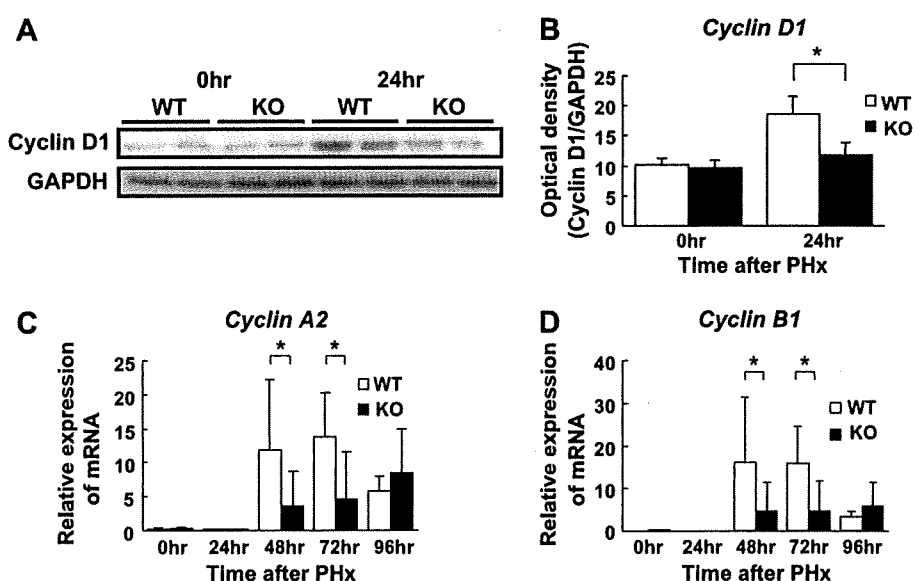 A
0hr 24hr
WT KO WT KO
Cyclin D1
GAPDH
B
Cyclin D1
*
Optical density
(Cyclin D1/GAPDH)
25
20
15
10
5
0
WT
KO
0hr 24hr
Time after PHx
C
Cyclin A2
* *
Relative expression
of mRNA
25
20
15
10
5
0
WT
KO
0hr 24hr 48hr 72hr 96hr
Time after PHx
D
Cyclin B1
* *
Relative expression
of mRNA
40
30
20
10
0
WT
KO
0hr 24hr 48hr 72hr 96hr
Time after PHx